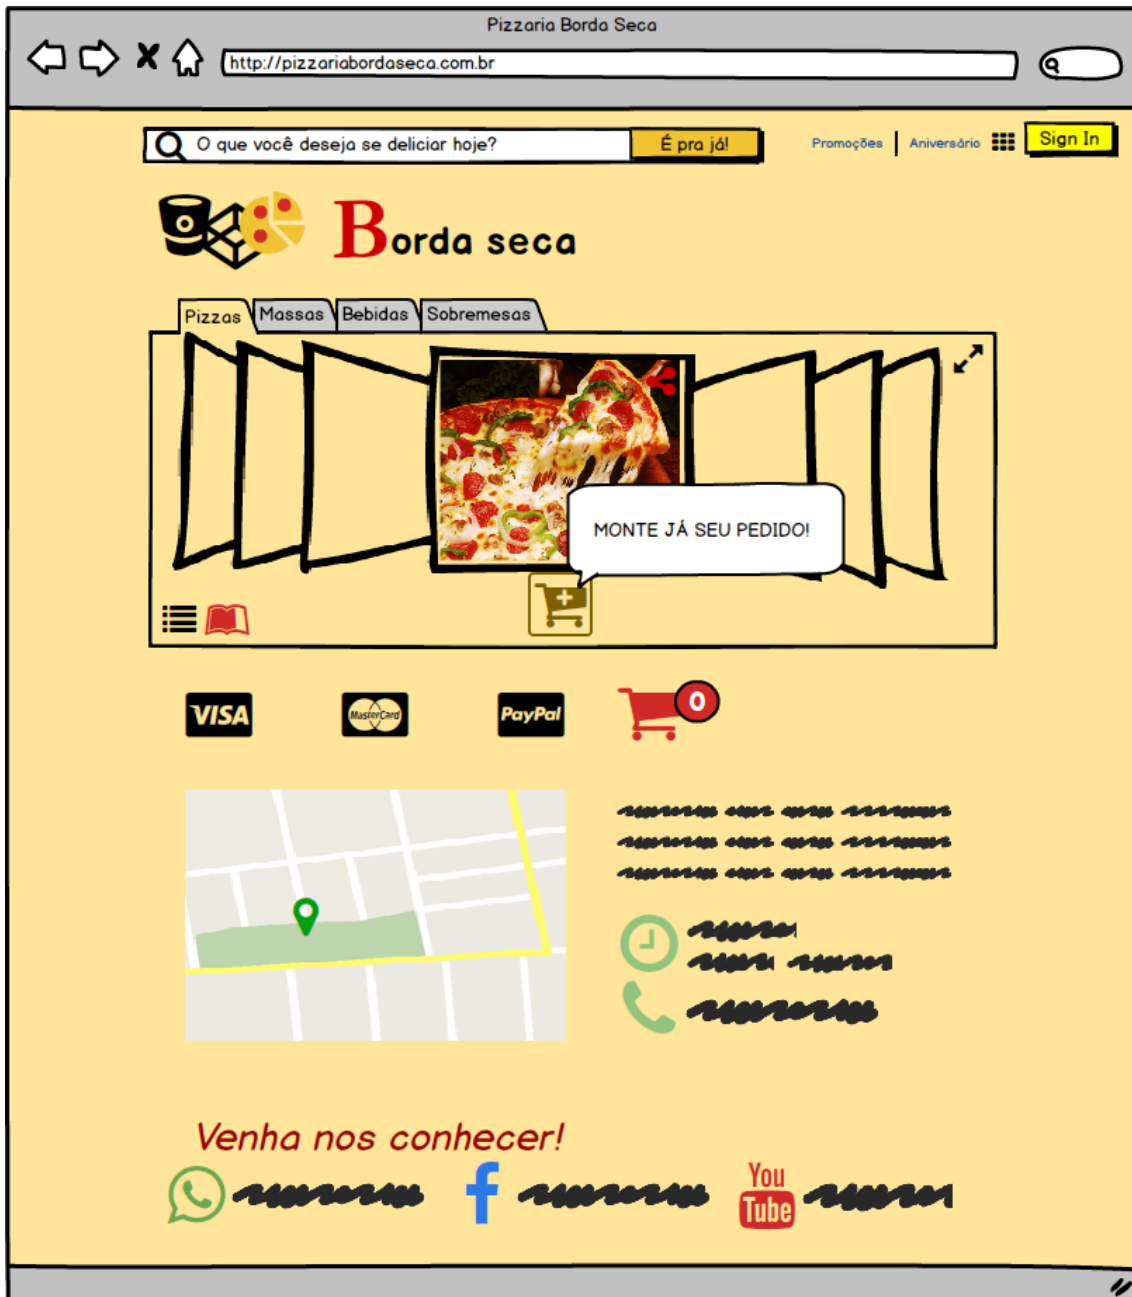 Pizzaria Borda Seca
http://pizzariabordaseca.com.br
O que você deseja se deliciar hoje?
É pra já!
Promoções
Aniversário
Sign In
Borda seca
Pizzas
Massas
Bebidas
Sobremesas
MONTE JÁ SEU PEDIDO!
VISA
MasterCard
PayPal
0
Venha nos conhecer!
You
Tube